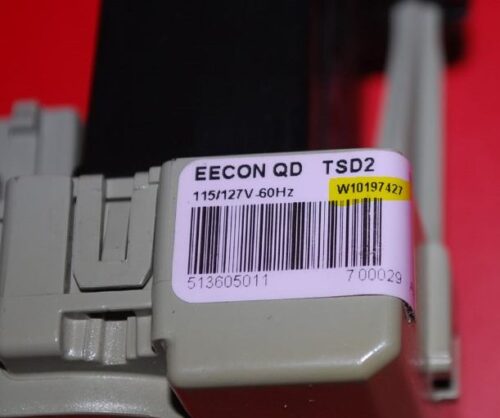 EECON QD TSD2
115/127V-60Hz W10197427
513605011 700029